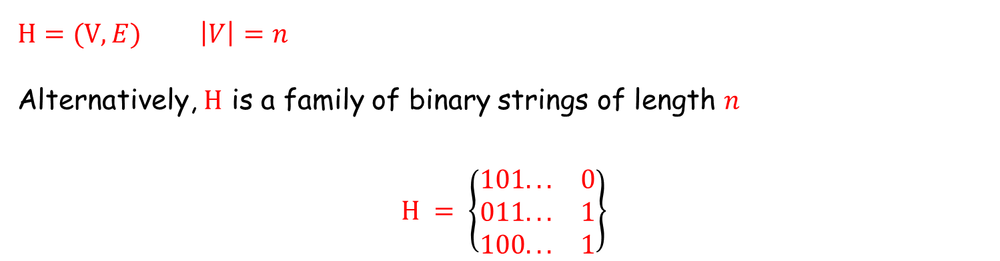 H = (V, E) |V| = n
Alternatively, H is a family of binary strings of length n
101... 0
H = { 011... 1 }
100... 1